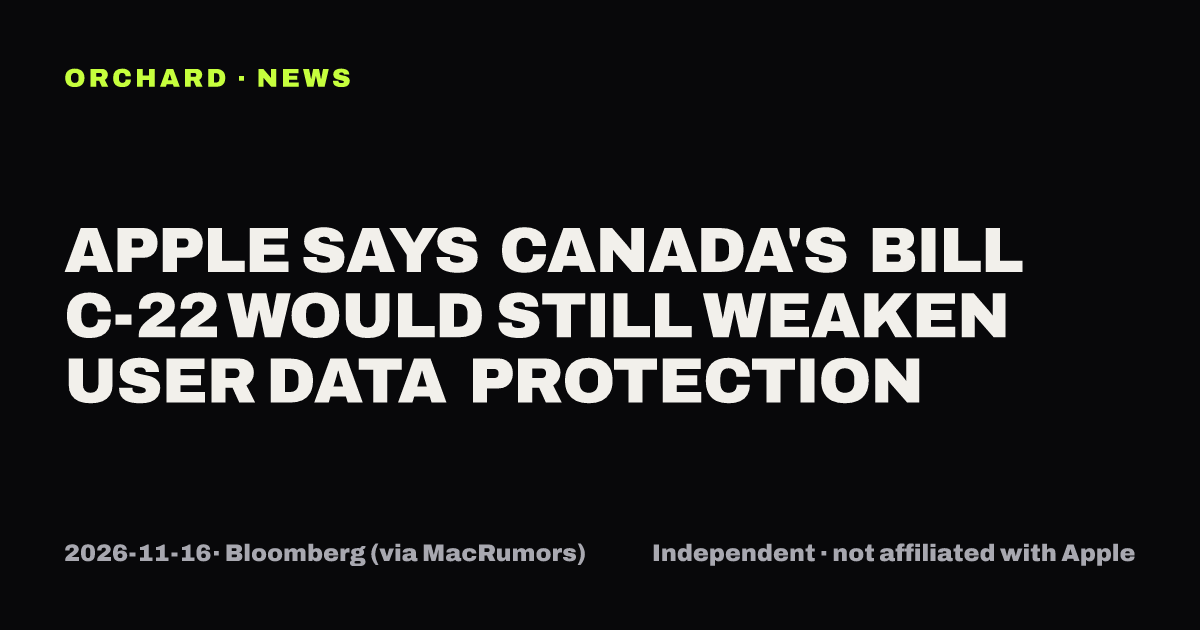 ORCHARD · NEWS
APPLE SAYS CANADA'S BILL
C-22 WOULD STILL WEAKEN
USER DATA PROTECTION
2026-11-16 · Bloomberg (via MacRumors)
Independent · not affiliated with Apple